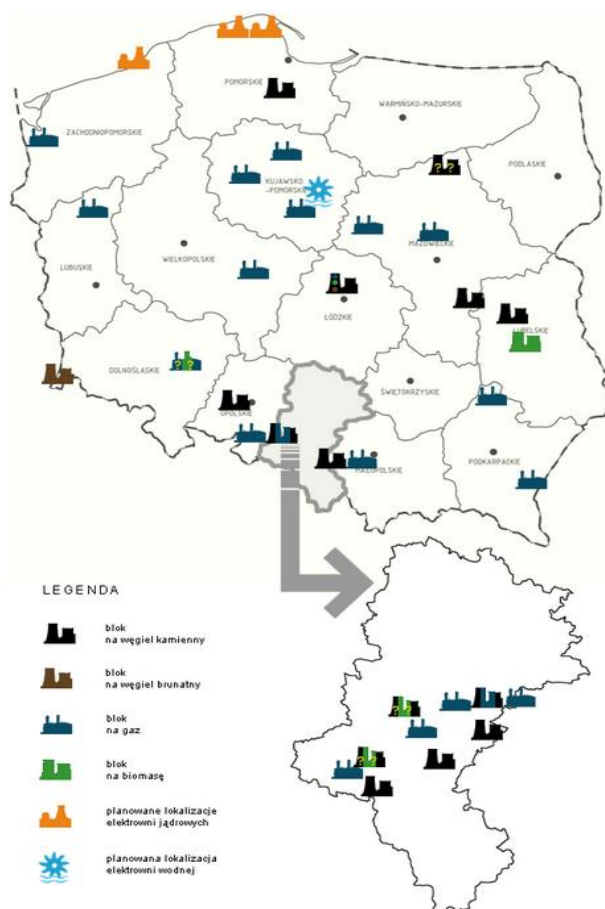 POMORSKIE
WARMIŃSKO-MAZURSKIE
ZACHODNIOPOMORSKIE
PODLASKIE
KUJAWSKO
-POMORSKIE
MAZOWIECKIE
WIELKOPOLSKIE
LUBUSKIE
ŁÓDZKIE
LUBELSKIE
DOLNOŚLĄSKIE
? ?
? ?
ŚWIĘTOKRZYSKIE
OPOLSKIE
PODKARPACKIE
MAŁOPOLSKIE
LEGENDA
blok
na węgiel kamienny
blok
na węgiel brunatny
blok
na gaz
blok
na biomasę
planowane lokalizacje
elektrowni jądrowych
planowana lokalizacja
elektrowni wodnej
? ?
? ?